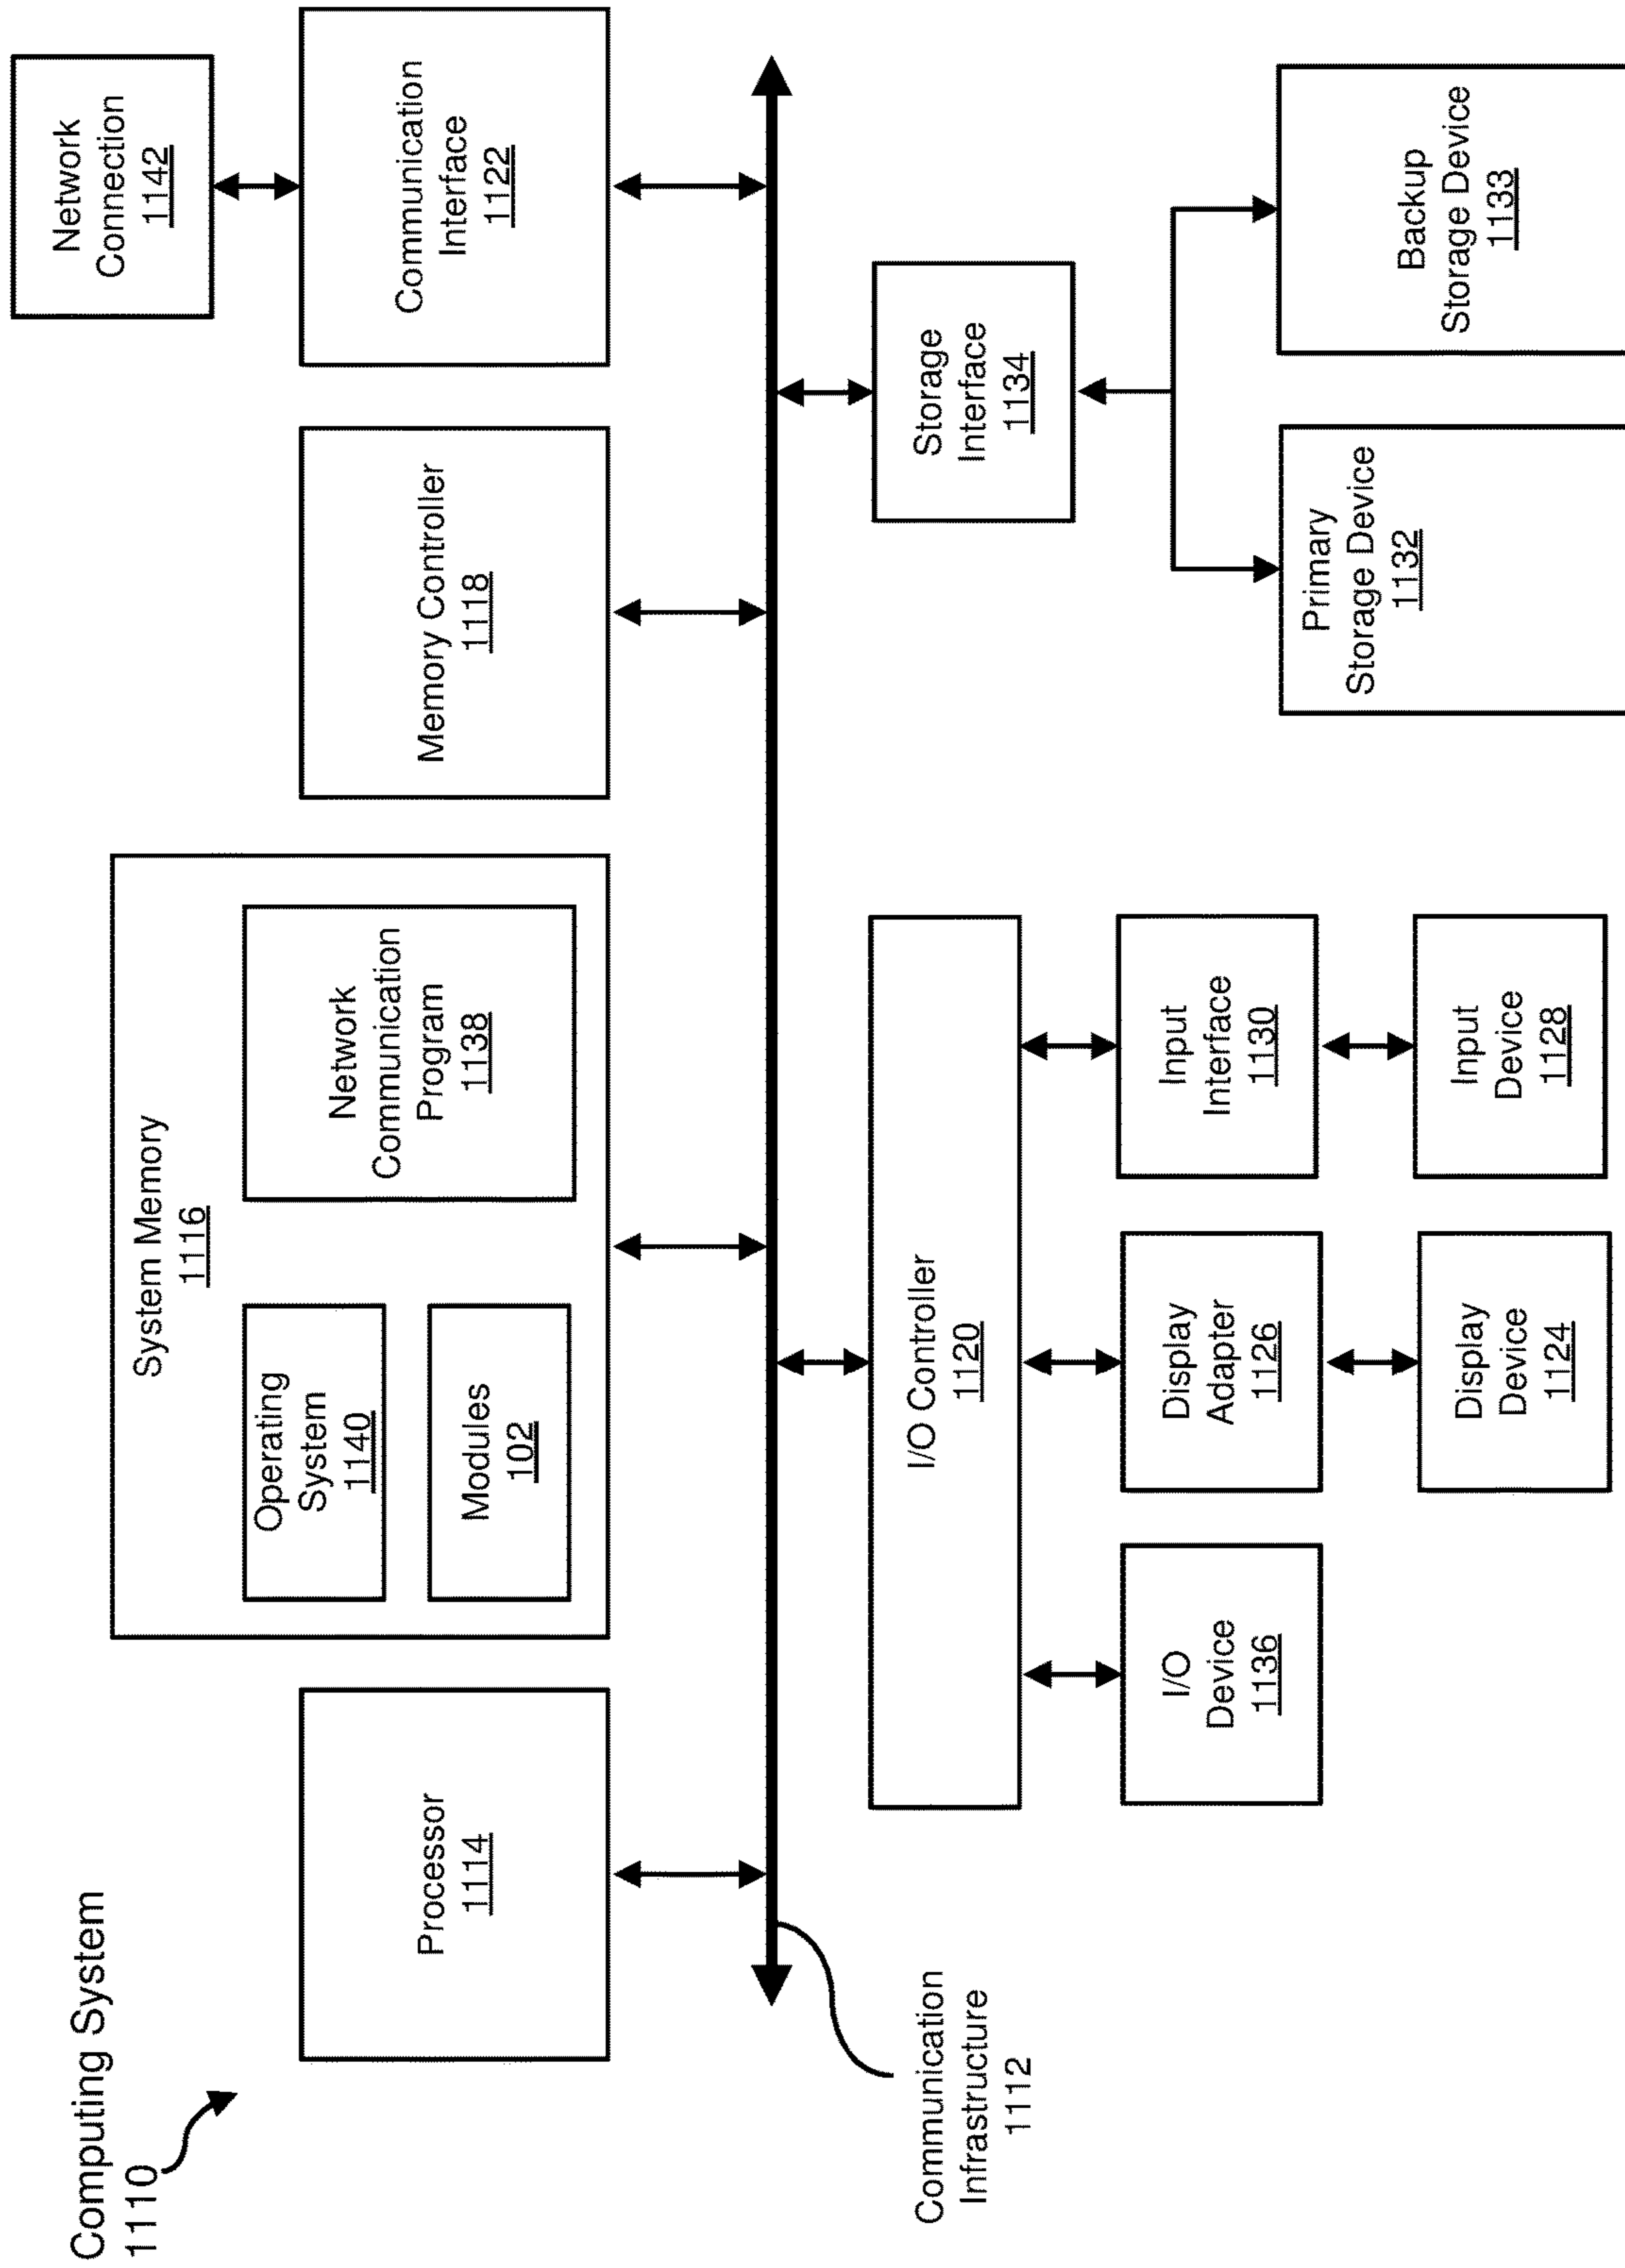 Computing System
1110
Processor
1114
System Memory
1116
Operating
System
1140
Modules
102
Network
Communication
Program
1138
Memory Controller
1118
Network
Connection
1142
Communication
Interface
1122
Communication
Infrastructure
1112
I/O Controller
1120
I/O
Device
1136
Display
Adapter
1126
Display
Device
1124
Input
Interface
1130
Input
Device
1128
Storage
Interface
1134
Primary
Storage Device
1132
Backup
Storage Device
1133